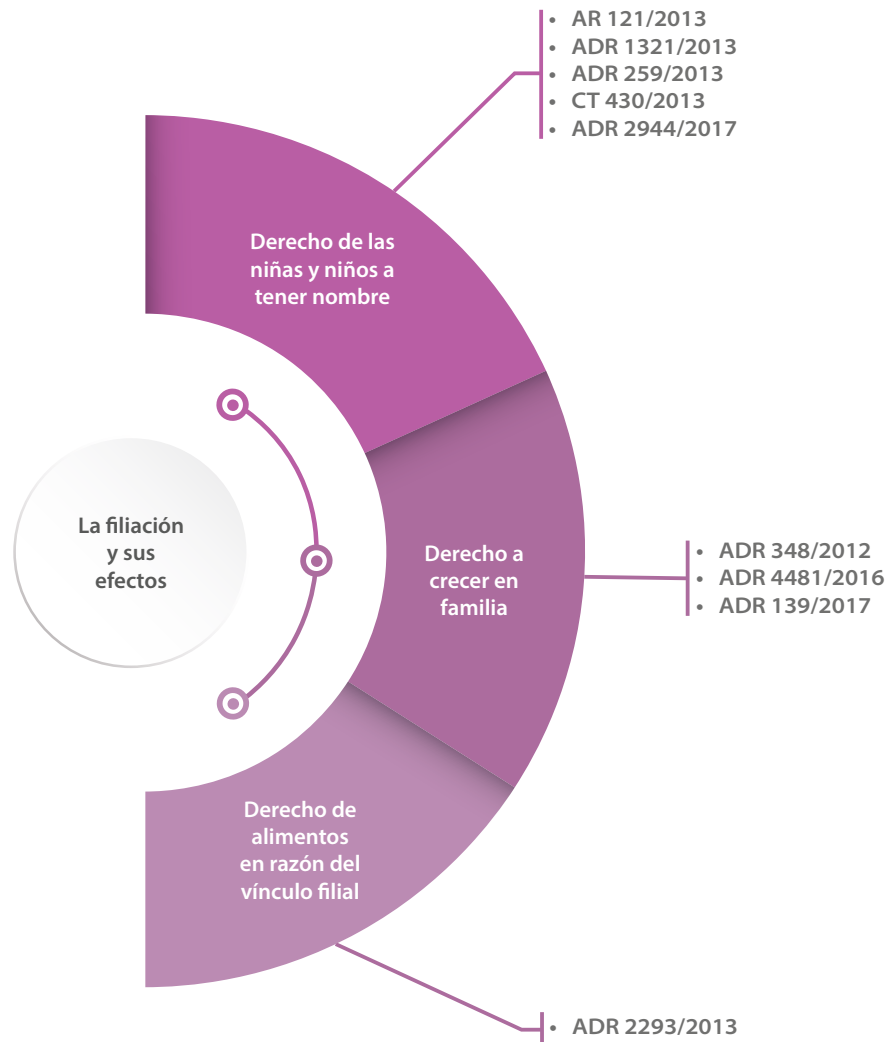 • AR 121/2013
• ADR 1321/2013
• ADR 259/2013
• CT 430/2013
• ADR 2944/2017
Derecho de las
niñas y niños a
tener nombre
La filiación
y sus
efectos
Derecho a
crecer en
familia
• ADR 348/2012
• ADR 4481/2016
• ADR 139/2017
Derecho de
alimentos
en razón del
vínculo filial
• ADR 2293/2013